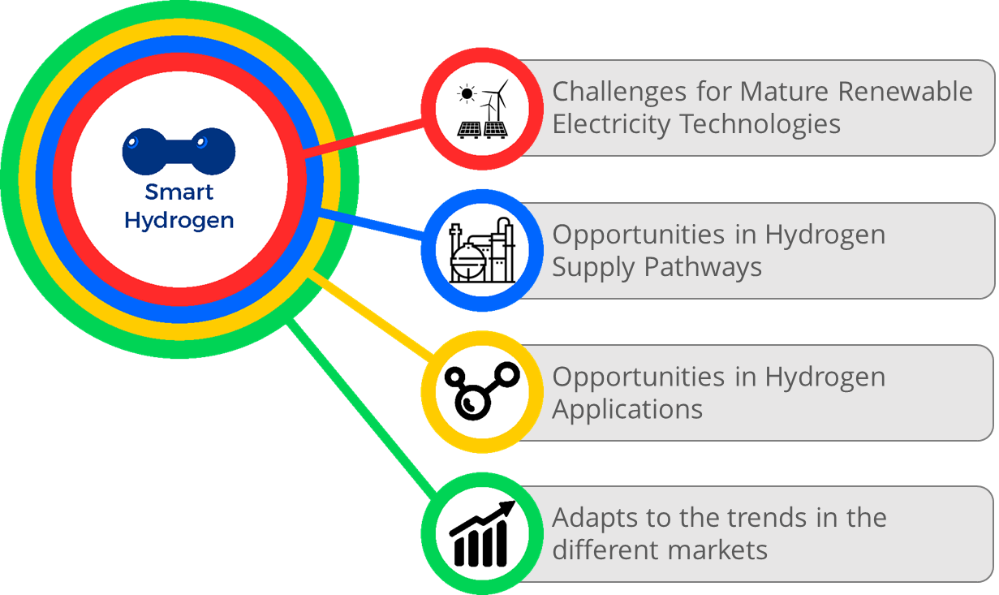 Smart
Hydrogen
Challenges for Mature Renewable
Electricity Technologies
Opportunities in Hydrogen
Supply Pathways
Opportunities in Hydrogen
Applications
Adapts to the trends in the
different markets